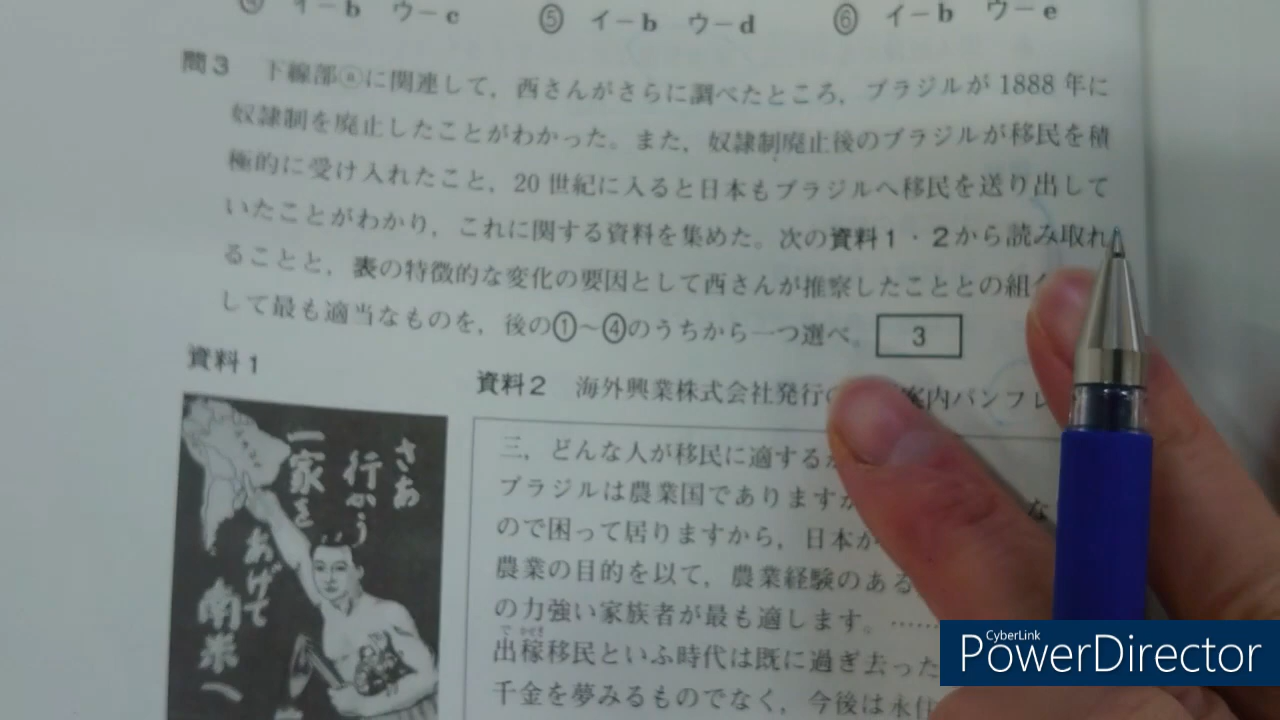 ④ イ－b ウ－c ⑤ イ－b ウ－d ⑥ イ－b ウ－e
問3 下線部ⓐに関連して，西さんがさらに調べたところ，ブラジルが1888年に
奴隷制を廃止したことがわかった。また，奴隷制廃止後のブラジルが移民を積
極的に受け入れたこと，20世紀に入ると日本もブラジルへ移民を送り出して
いたことがわかり，これに関する資料を集めた。次の資料1・2から読み取れ
ることと，表の特徴的な変化の要因として西さんが推察したこととの組
して最も適当なものを，後の①～④のうちから一つ選べ。 3
資料1
資料2 海外興業株式会社発行 案内パンフレ
さあ
行かう
一家を
あげて
南米へ
三，どんな人が移民に適する
ブラジルは農業国でありますが
ので困って居りますから，日本か
農業の目的を以て，農業経験のある
の力強い家族者が最も適します。……
で かせぎ
出稼移民といふ時代は既に過ぎ去った
千金を夢みるものでなく，今後は永住
CyberLink
PowerDirector